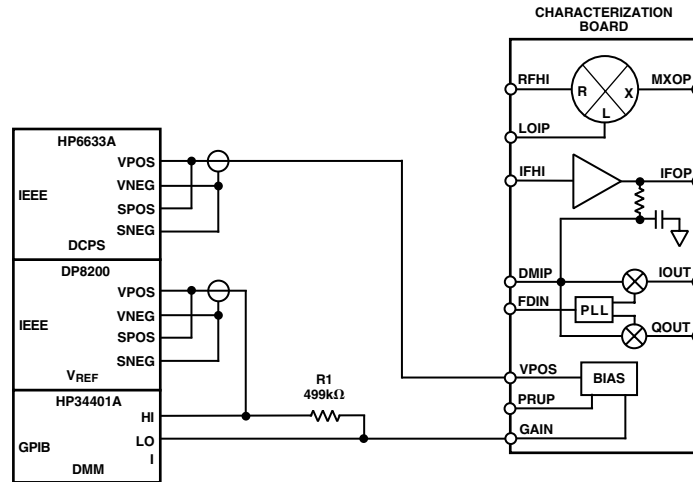 CHARACTERIZATION
BOARD
HP6633A
VPOS
VNEG
IEEE
SPOS
SNEG
DCPS
DP8200
VPOS
VNEG
IEEE
SPOS
SNEG
VREF
HP34401A
HI
GPIB
LO
I
DMM
R1
499kΩ
RFHI
R
X
L
MXOP
LOIP
IFHI
IFOP
DMIP
IOUT
FDIN
PLL
QOUT
VPOS
BIAS
PRUP
GAIN